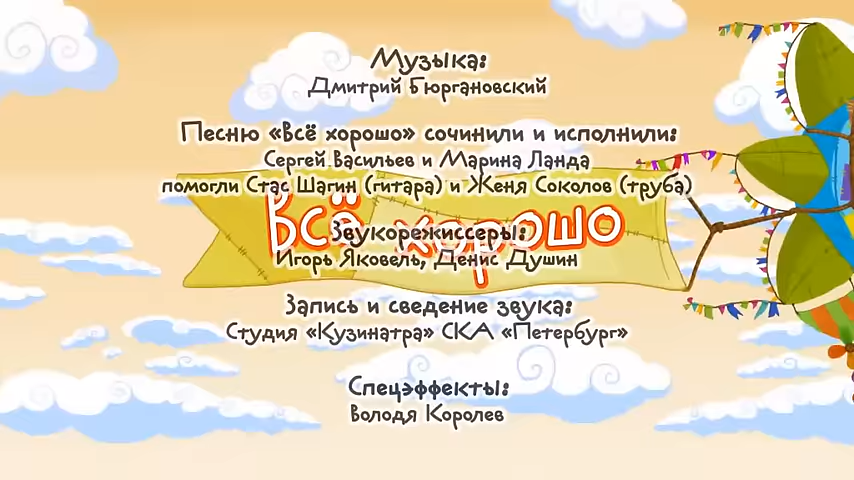 Музыка:
Дмитрий Бюргановский
Песню «Всё хорошо» сочинили и исполнили:
Сергей Васильев и Марина Ланда
помогли Стас Шагин (гитара) и Женя Соколов (труба)
Всё хорошо
Звукорежиссеры:
Игорь Яковель, Денис Душин
Запись и сведение звука:
Студия «Кузинатра» СКА «Петербург»
Спецэффекты:
Володя Королев